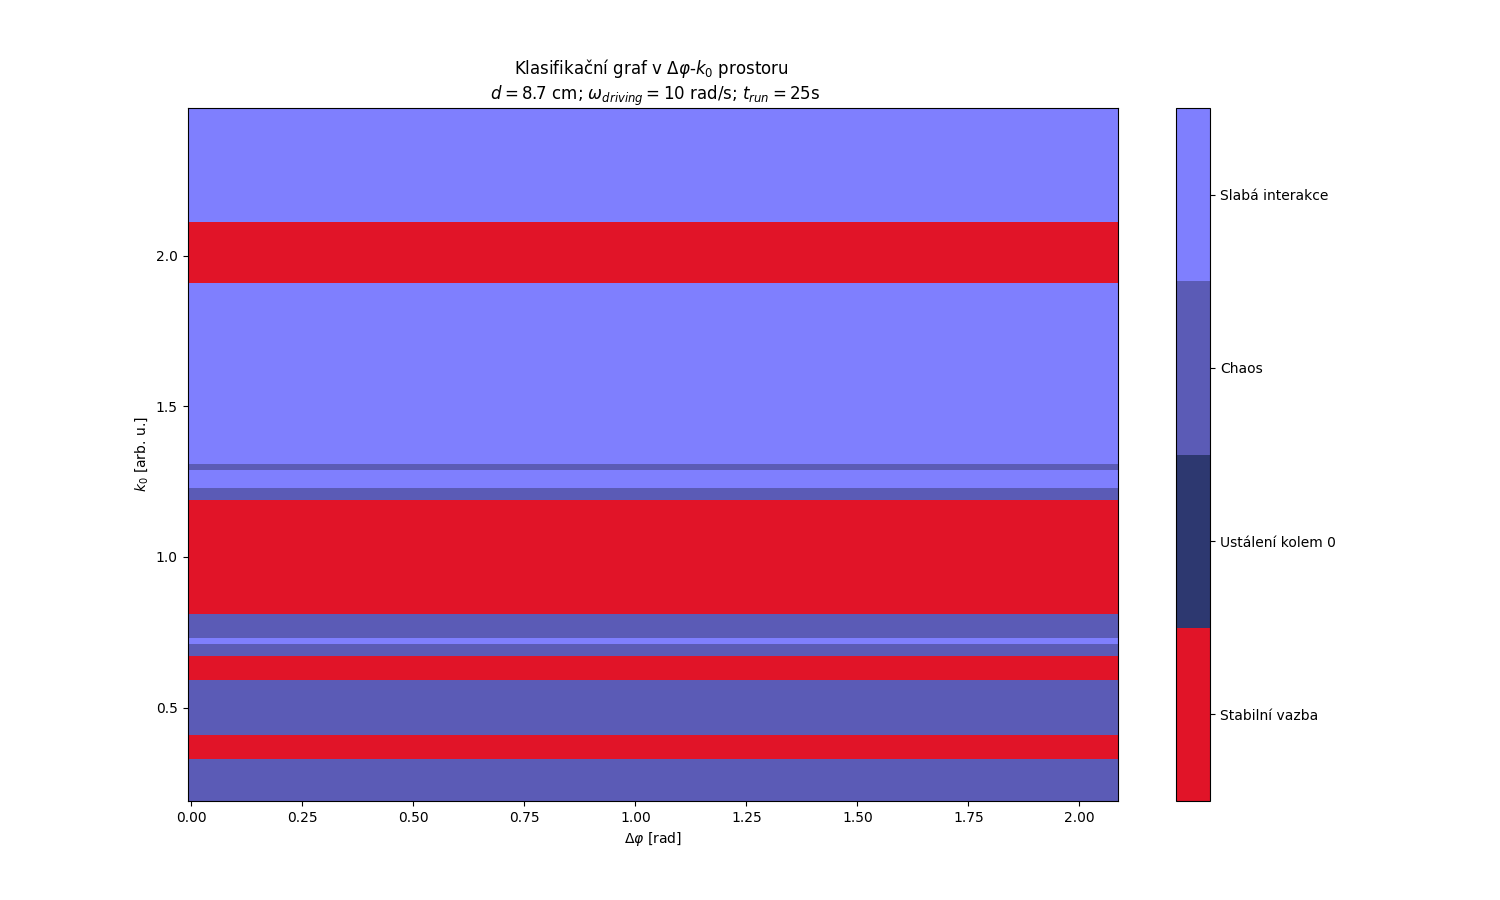 Klasifikační graf v Δφ-k₀ prostoru
d = 8.7 cm; ω_driving = 10 rad/s; t_run = 25s
k₀ [arb. u.]
2.0
1.5
1.0
0.5
0.00 0.25 0.50 0.75 1.00 1.25 1.50 1.75 2.00
Δφ [rad]
Slabá interakce
Chaos
Ustálení kolem 0
Stabilní vazba